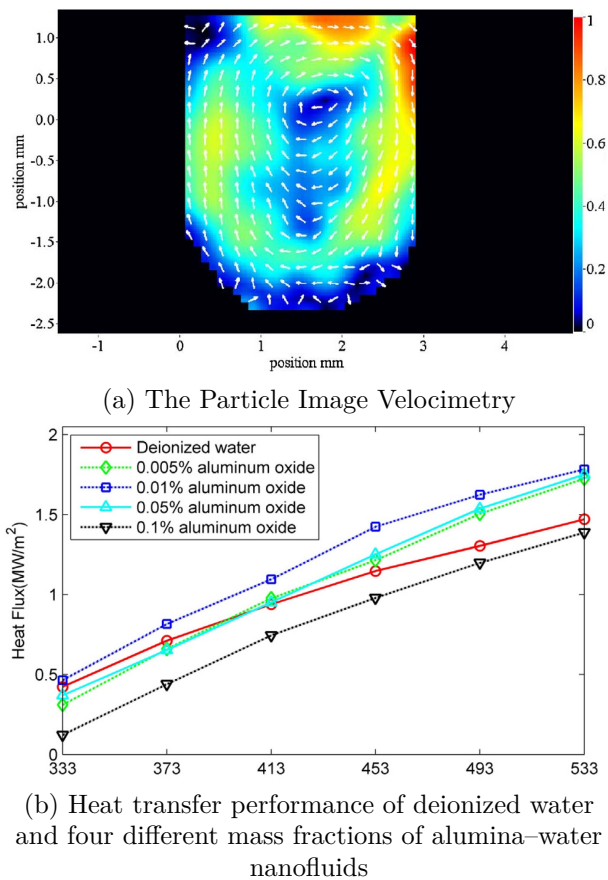 1
1.0
0.5
0.0
-0.5
-1.0
-1.5
-2.0
-2.5
position mm
0.8
0.6
-0.4
-0.2
0
-1
0
1
2
3
4
position mm
(a) The Particle Image Velocimetry
2
1.5
1
0.5
0
Heat Flux(MW/m²)
Deionized water
0.005% aluminum oxide
0.01% aluminum oxide
0.05% aluminum oxide
0.1% aluminum oxide
333
373
413
453
493
533
(b) Heat transfer performance of deionized water
and four different mass fractions of alumina–water
nanofluids